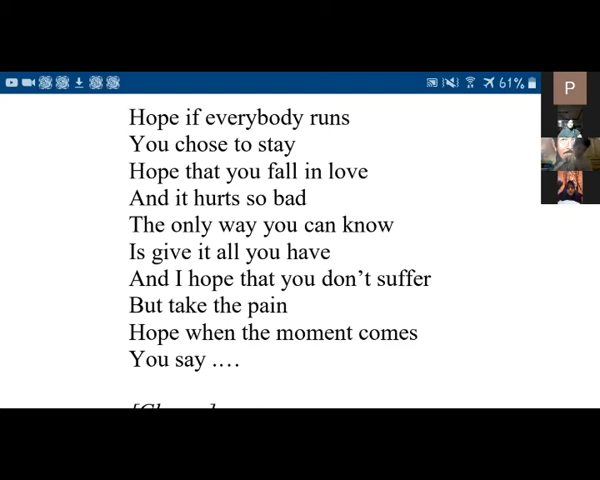 61%
P
Hope if everybody runs
You chose to stay
Hope that you fall in love
And it hurts so bad
The only way you can know
Is give it all you have
And I hope that you don’t suffer
But take the pain
Hope when the moment comes
You say ….